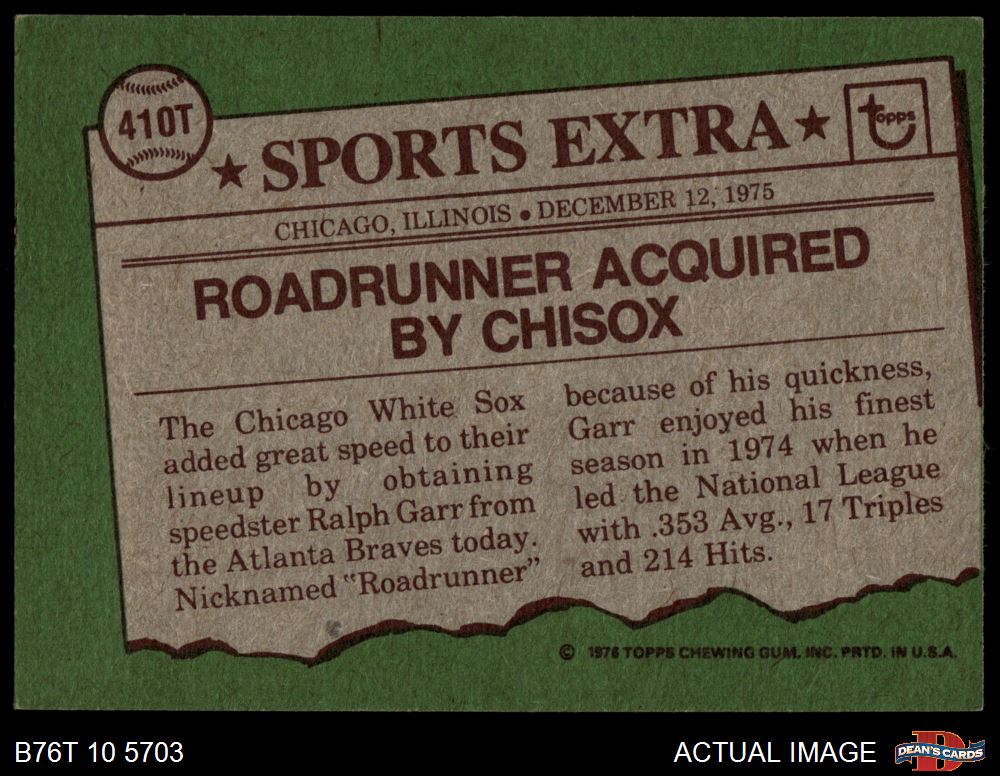 410T
★ SPORTS EXTRA ★
topps
CHICAGO, ILLINOIS • DECEMBER 12, 1975
ROADRUNNER ACQUIRED
BY CHISOX
The Chicago White Sox
added great speed to their
lineup by obtaining
speedster Ralph Garr from
the Atlanta Braves today.
Nicknamed "Roadrunner"
because of his quickness,
Garr enjoyed his finest
season in 1974 when he
led the National League
with .353 Avg., 17 Triples
and 214 Hits.
© 1976 TOPPS CHEWING GUM, INC. PRTD. IN U.S.A.
B76T 10 5703
ACTUAL IMAGE
DEAN'S CARDS